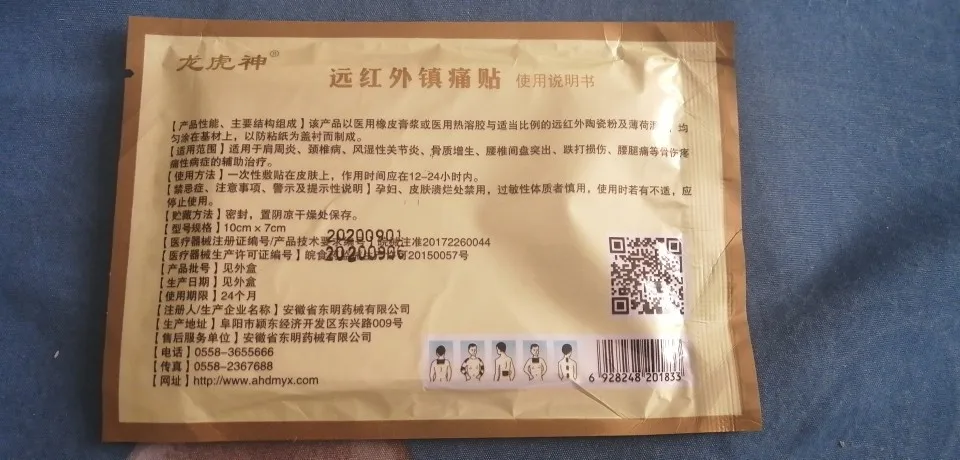 龙虎神®
远红外镇痛贴 使用说明书
【产品性能、主要结构组成】该产品以医用橡皮膏浆或医用热溶胶与适当比例的远红外陶瓷粉及薄荷 均
匀涂在基材上，以防粘纸为盖衬而制成。
【适用范围】适用于肩周炎、颈椎病、风湿性关节炎、骨质增生、腰椎间盘突出、跌打损伤、腰腿痛等骨伤疼
痛性病症的辅助治疗。
【使用方法】一次性敷贴在皮肤上，作用时间应在12-24小时内。
【禁忌症、注意事项、警示及提示性说明】孕妇、皮肤溃烂处禁用，过敏性体质者慎用，使用时若有不适，应
停止使用。
【贮藏方法】密封，置阴凉干燥处保存。
【型号规格】10cm×7cm
20200901
【医疗器械注册证编号/产品技术要求编号】皖械注准20172260044
20200905
【医疗器械生产许可证编号】皖食 20150057号
【产品批号】见外盒
【生产日期】见外盒
【使用期限】24个月
【注册人/生产企业名称】安徽省东明药械有限公司
【生产地址】阜阳市颍东经济开发区东兴路009号
【售后服务单位】安徽省东明药械有限公司
【电话】0558-3655666
【传真】0558-2367688
【网址】http://www.ahdmyx.com
6 928248 201833